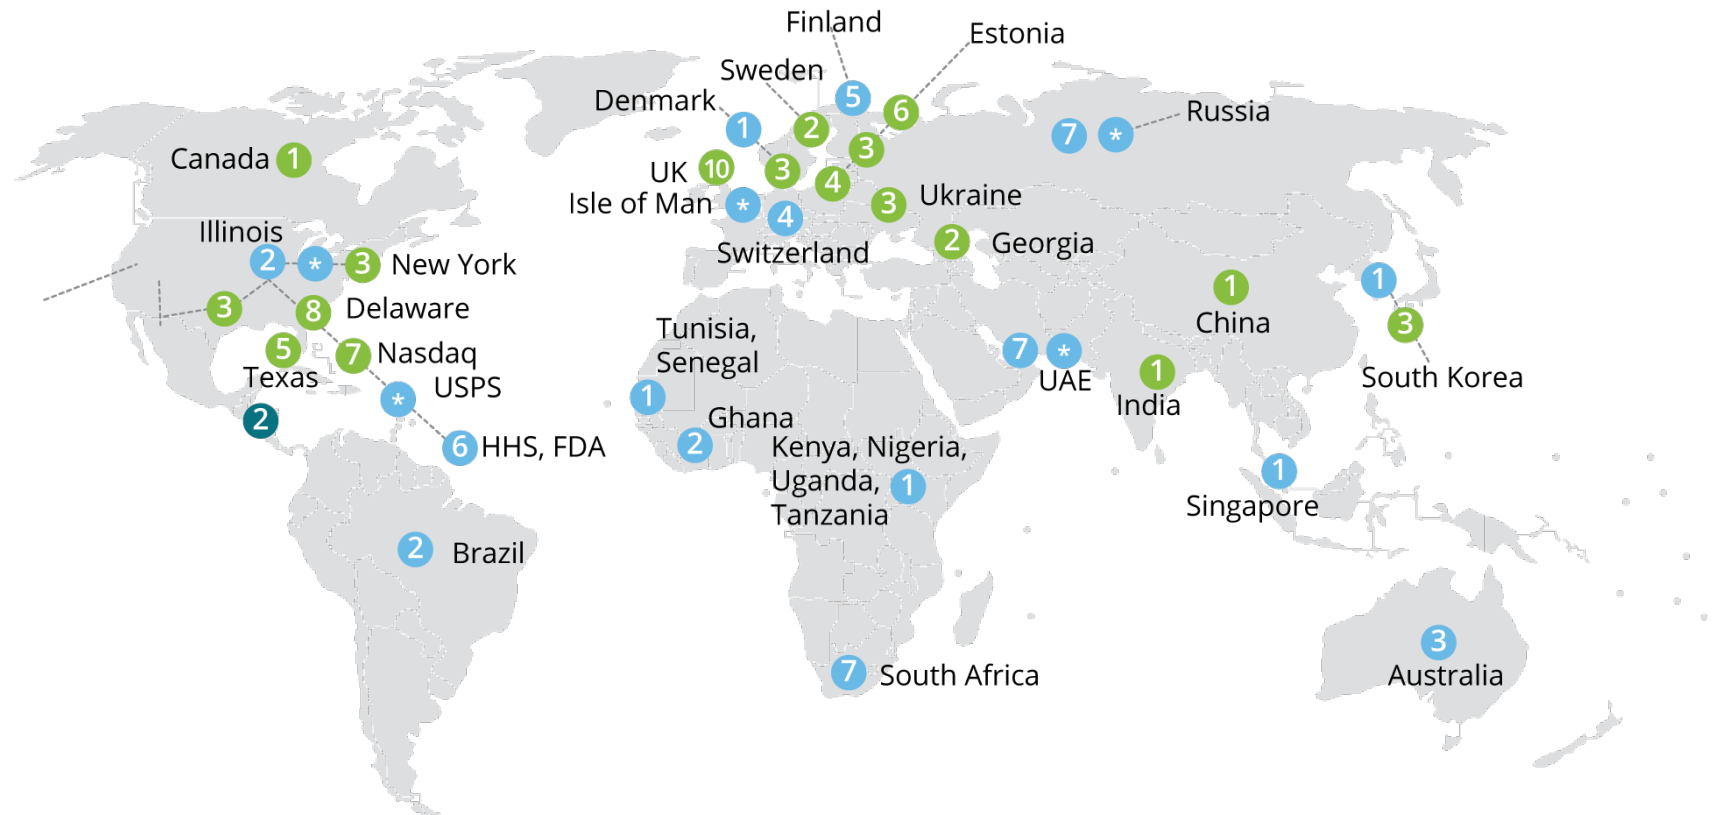 Finland
Estonia
Sweden
Denmark
5
6
Russia
1
2
7
*
Canada
1
3
UK
10
3
4
Isle of Man
*
4
3
Ukraine
Switzerland
2
Georgia
Illinois
2
*
3
New York
3
8
Delaware
5
Texas
7
Nasdaq
USPS
*
2
6
HHS, FDA
Tunisia,
Senegal
1
Ghana
2
Kenya, Nigeria,
Uganda,
Tanzania
1
7
*
UAE
1
China
1
3
South Korea
1
India
1
Singapore
2
Brazil
7
South Africa
3
Australia